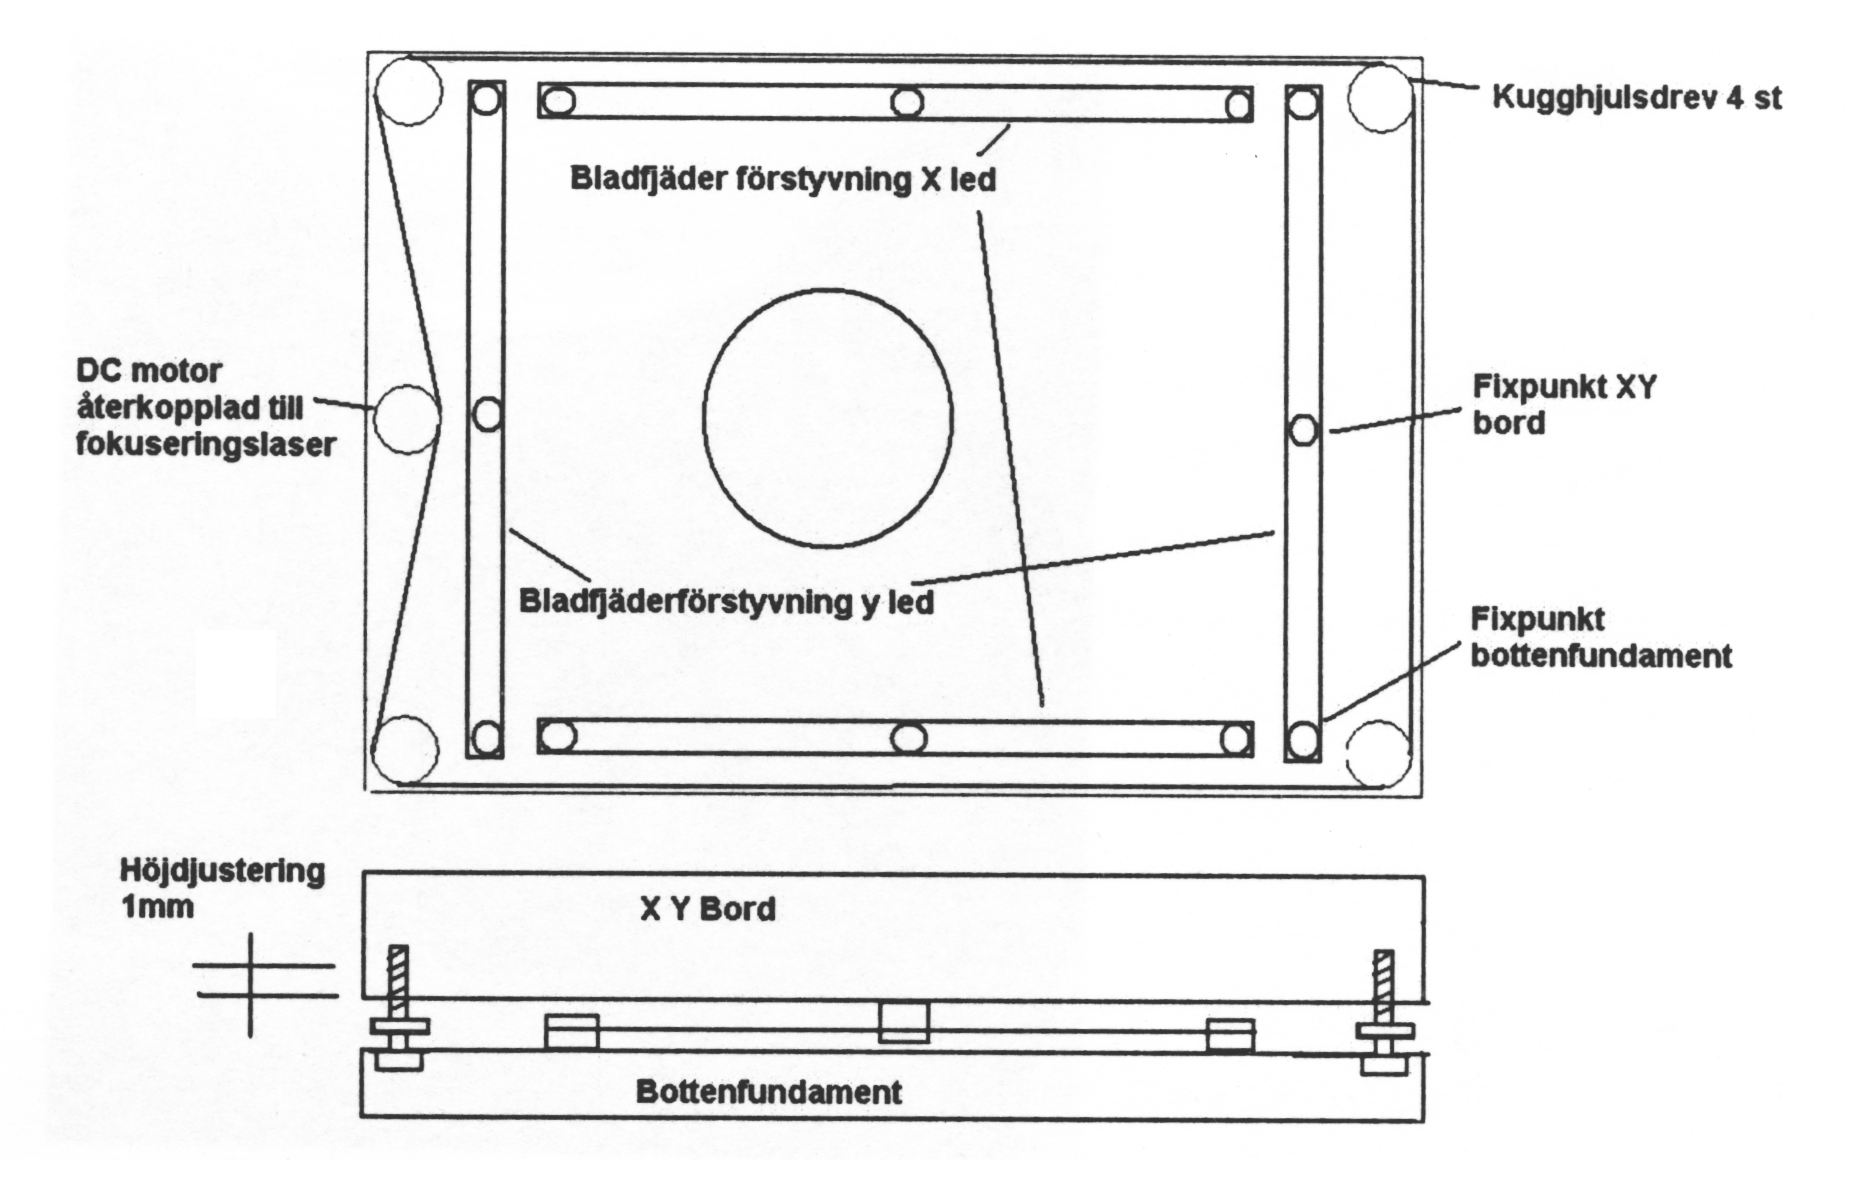 Kugghjulsdrev 4 st
Bladfjäder förstyvning X led
DC motor
återkopplad till
fokuseringslaser
Fixpunkt XY
bord
Bladfjäderförstyvning y led
Fixpunkt
bottenfundament
Höjdjustering
1mm
X Y Bord
Bottenfundament